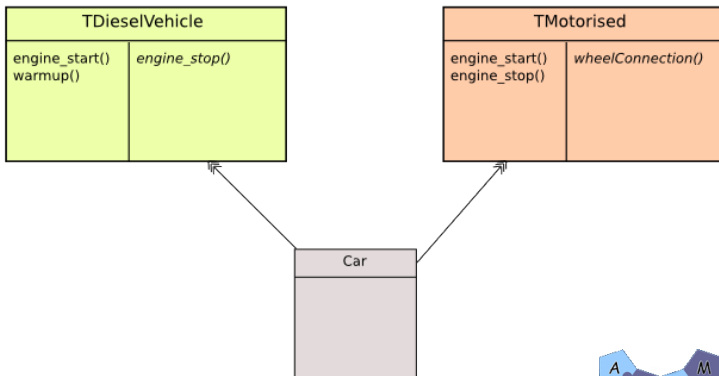 TDieselVehicle
engine_start()
warmup()
engine_stop()
TMotorised
engine_start()
engine_stop()
wheelConnection()
Car
A
M